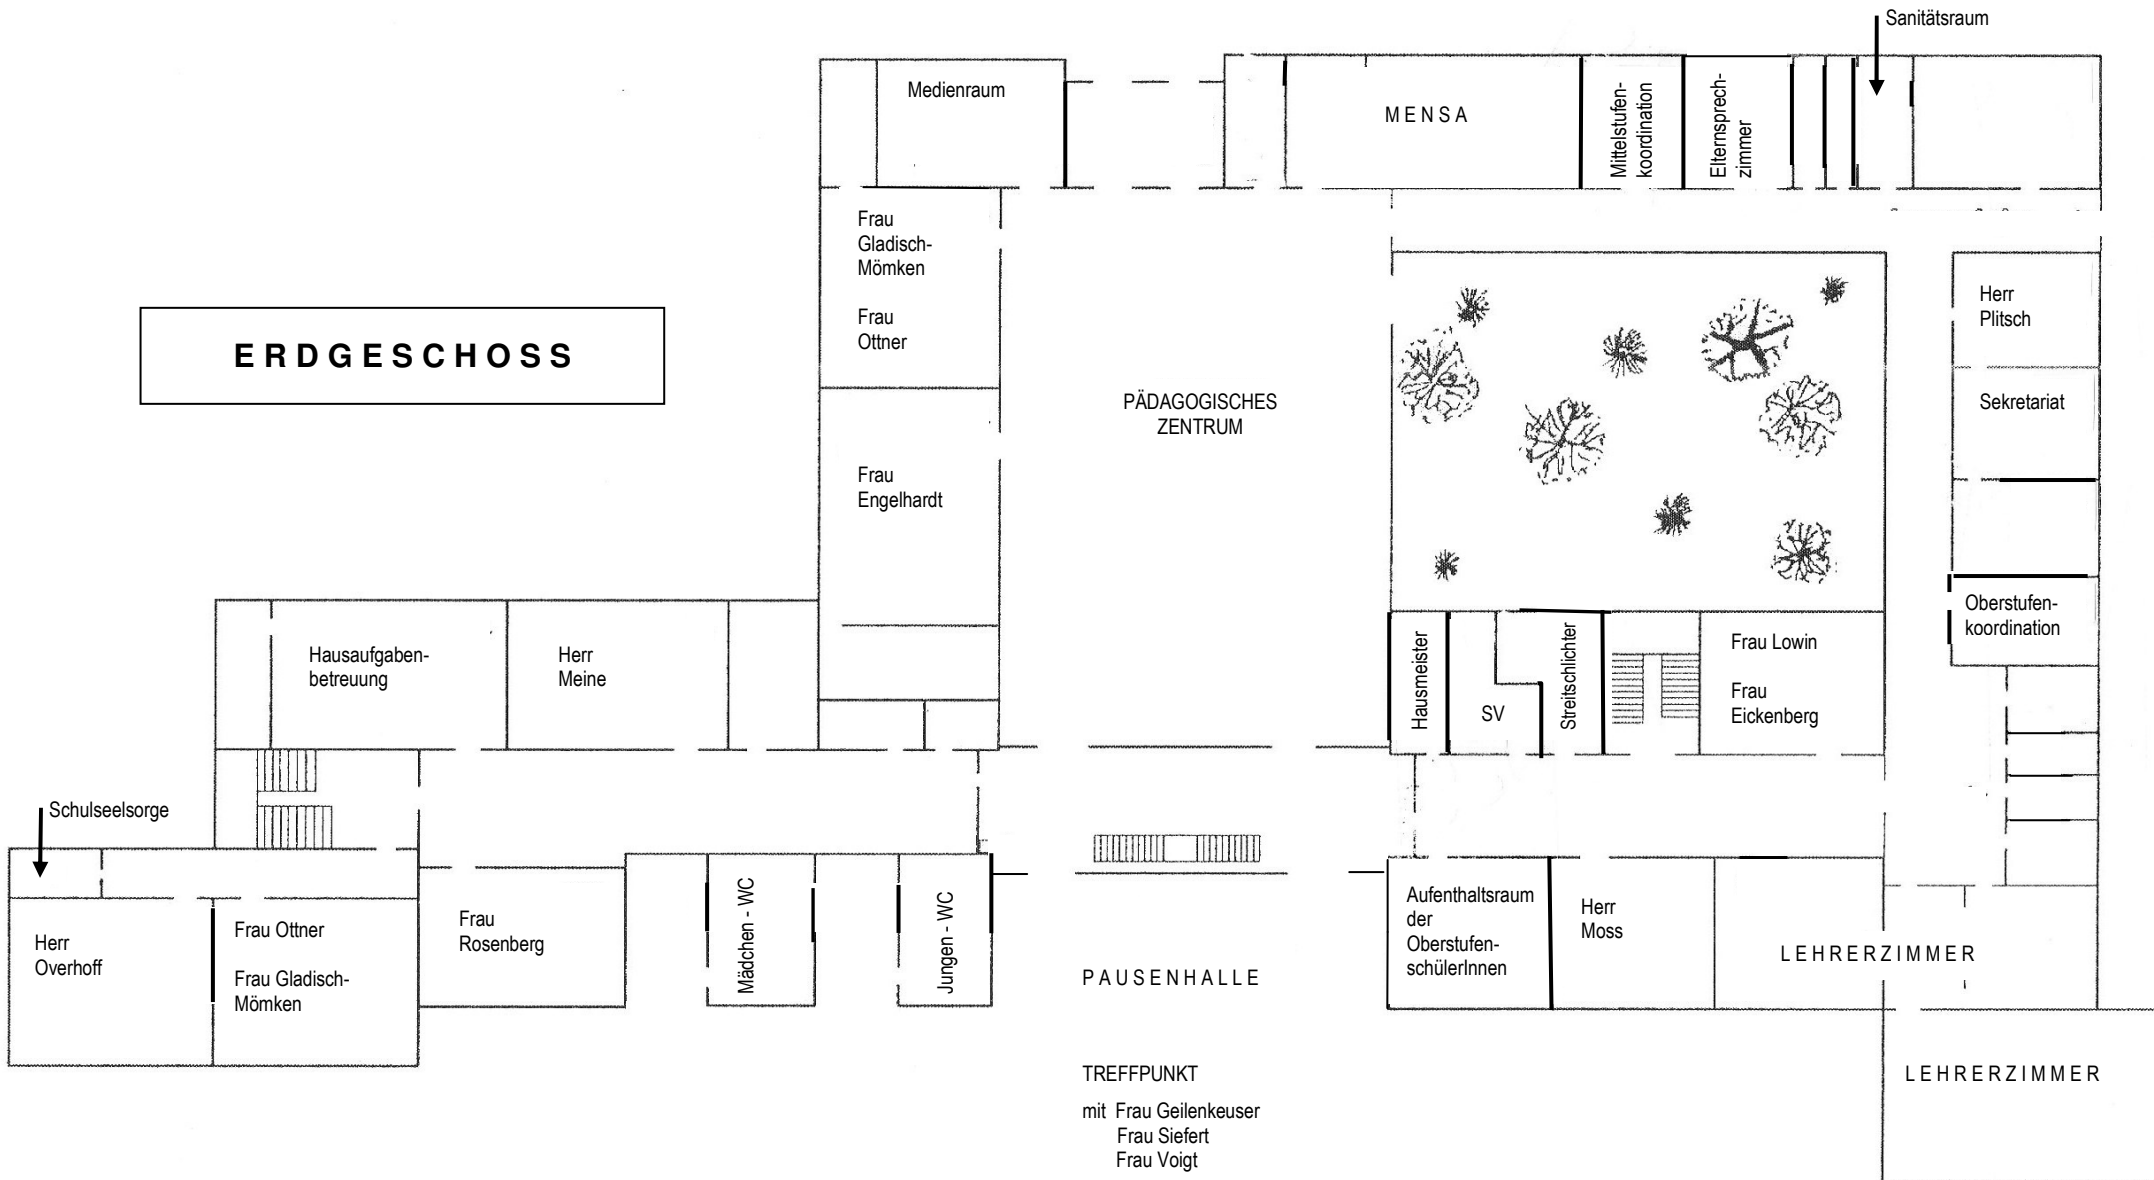 Sanitätsraum
Medienraum
MENSA
Mittelstufen-
koordination
Elternsprech-
zimmer
Frau
Gladisch-
Mömken
Frau
Ottner
Herr
Plitsch
ERDGESCHOSS
PÄDAGOGISCHES
ZENTRUM
Sekretariat
Frau
Engelhardt
Oberstufen-
koordination
Hausaufgaben-
betreuung
Herr
Meine
Hausmeister
SV
Streitschlichter
Frau Lowin
Frau
Eickenberg
Schulseelsorge
Herr
Overhoff
Frau Ottner
Frau Gladisch-
Mömken
Frau
Rosenberg
Mädchen - WC
Jungen - WC
PAUSENHALLE
Aufenthaltsraum
der
Oberstufen-
schülerInnen
Herr
Moss
LEHRERZIMMER
TREFFPUNKT
mit Frau Geilenkeuser
Frau Siefert
Frau Voigt
LEHRERZIMMER